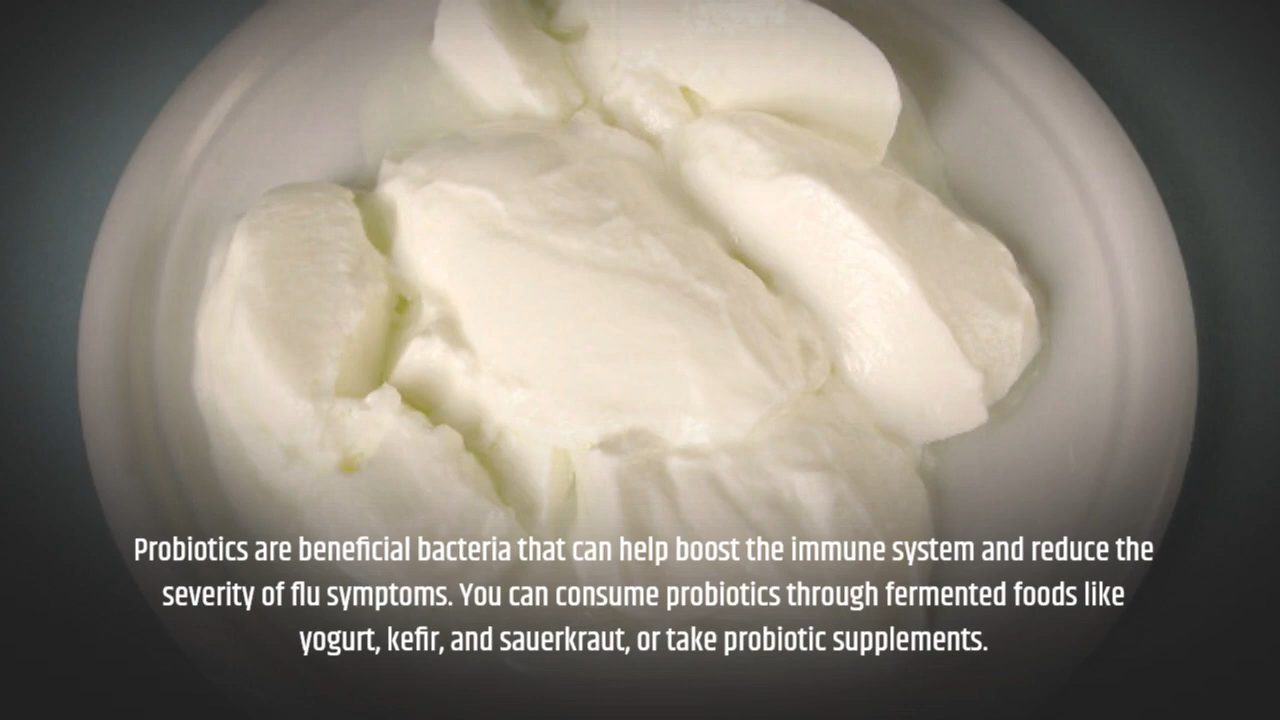 Probiotics are beneficial bacteria that can help boost the immune system and reduce the
severity of flu symptoms. You can consume probiotics through fermented foods like
yogurt, kefir, and sauerkraut, or take probiotic supplements.